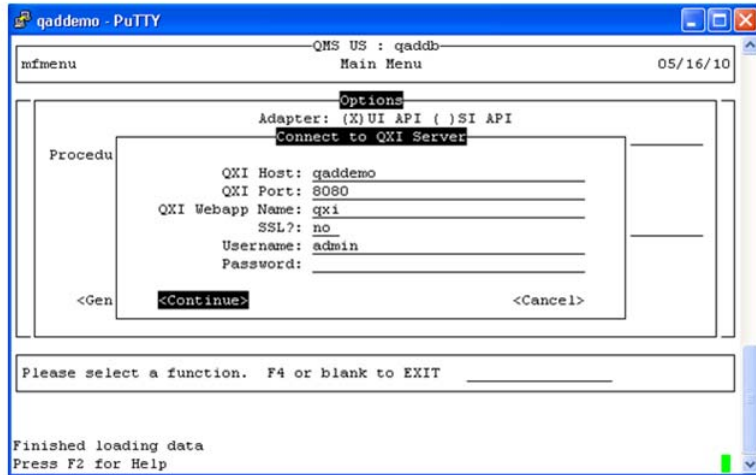 qaddemo - PuTTY
QMS US : qaddb
mfmenu Main Menu 05/16/10
Options
Adapter: (X)UI API ( )SI API
Connect to QXI Server
Procedu
QXI Host: qaddemo
QXI Port: 8080
QXI Webapp Name: qxi
SSL?: no
Username: admin
Password:
<Gen <Continue> <Cancel>
Please select a function. F4 or blank to EXIT
Finished loading data
Press F2 for Help